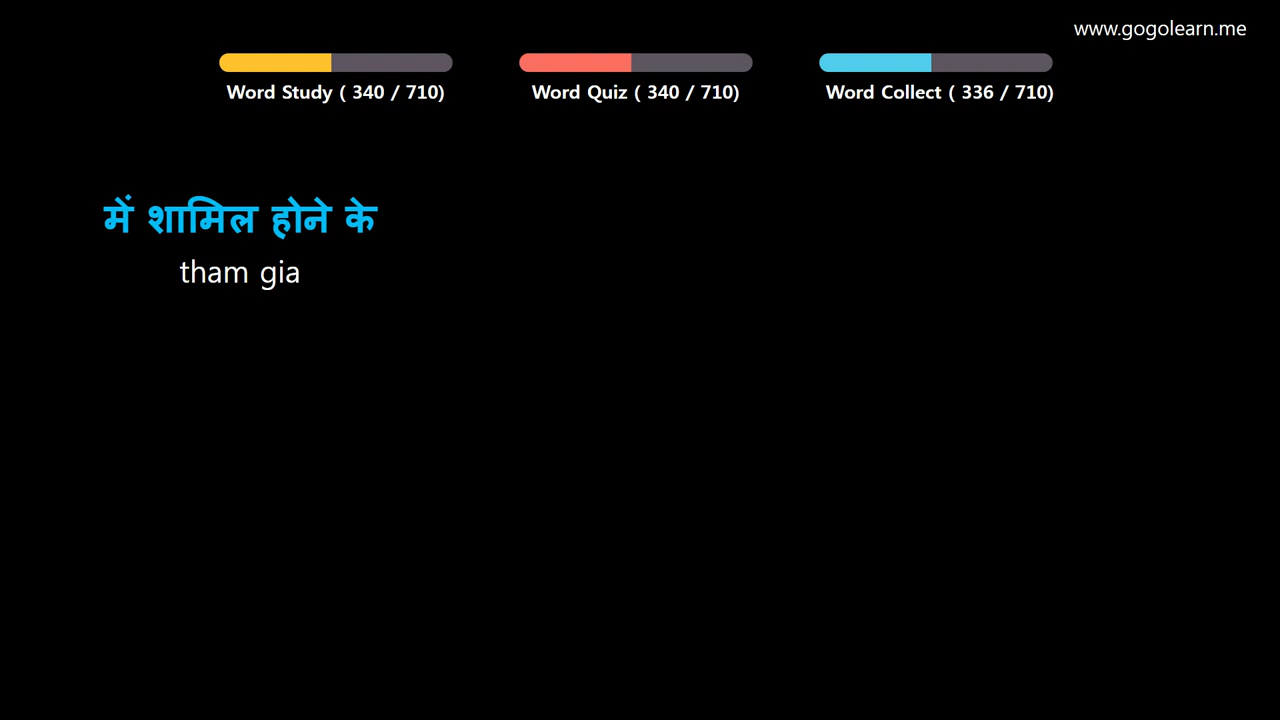 www.gogolearn.me
Word Study ( 340 / 710)
Word Quiz ( 340 / 710)
Word Collect ( 336 / 710)
में शामिल होने के
tham gia